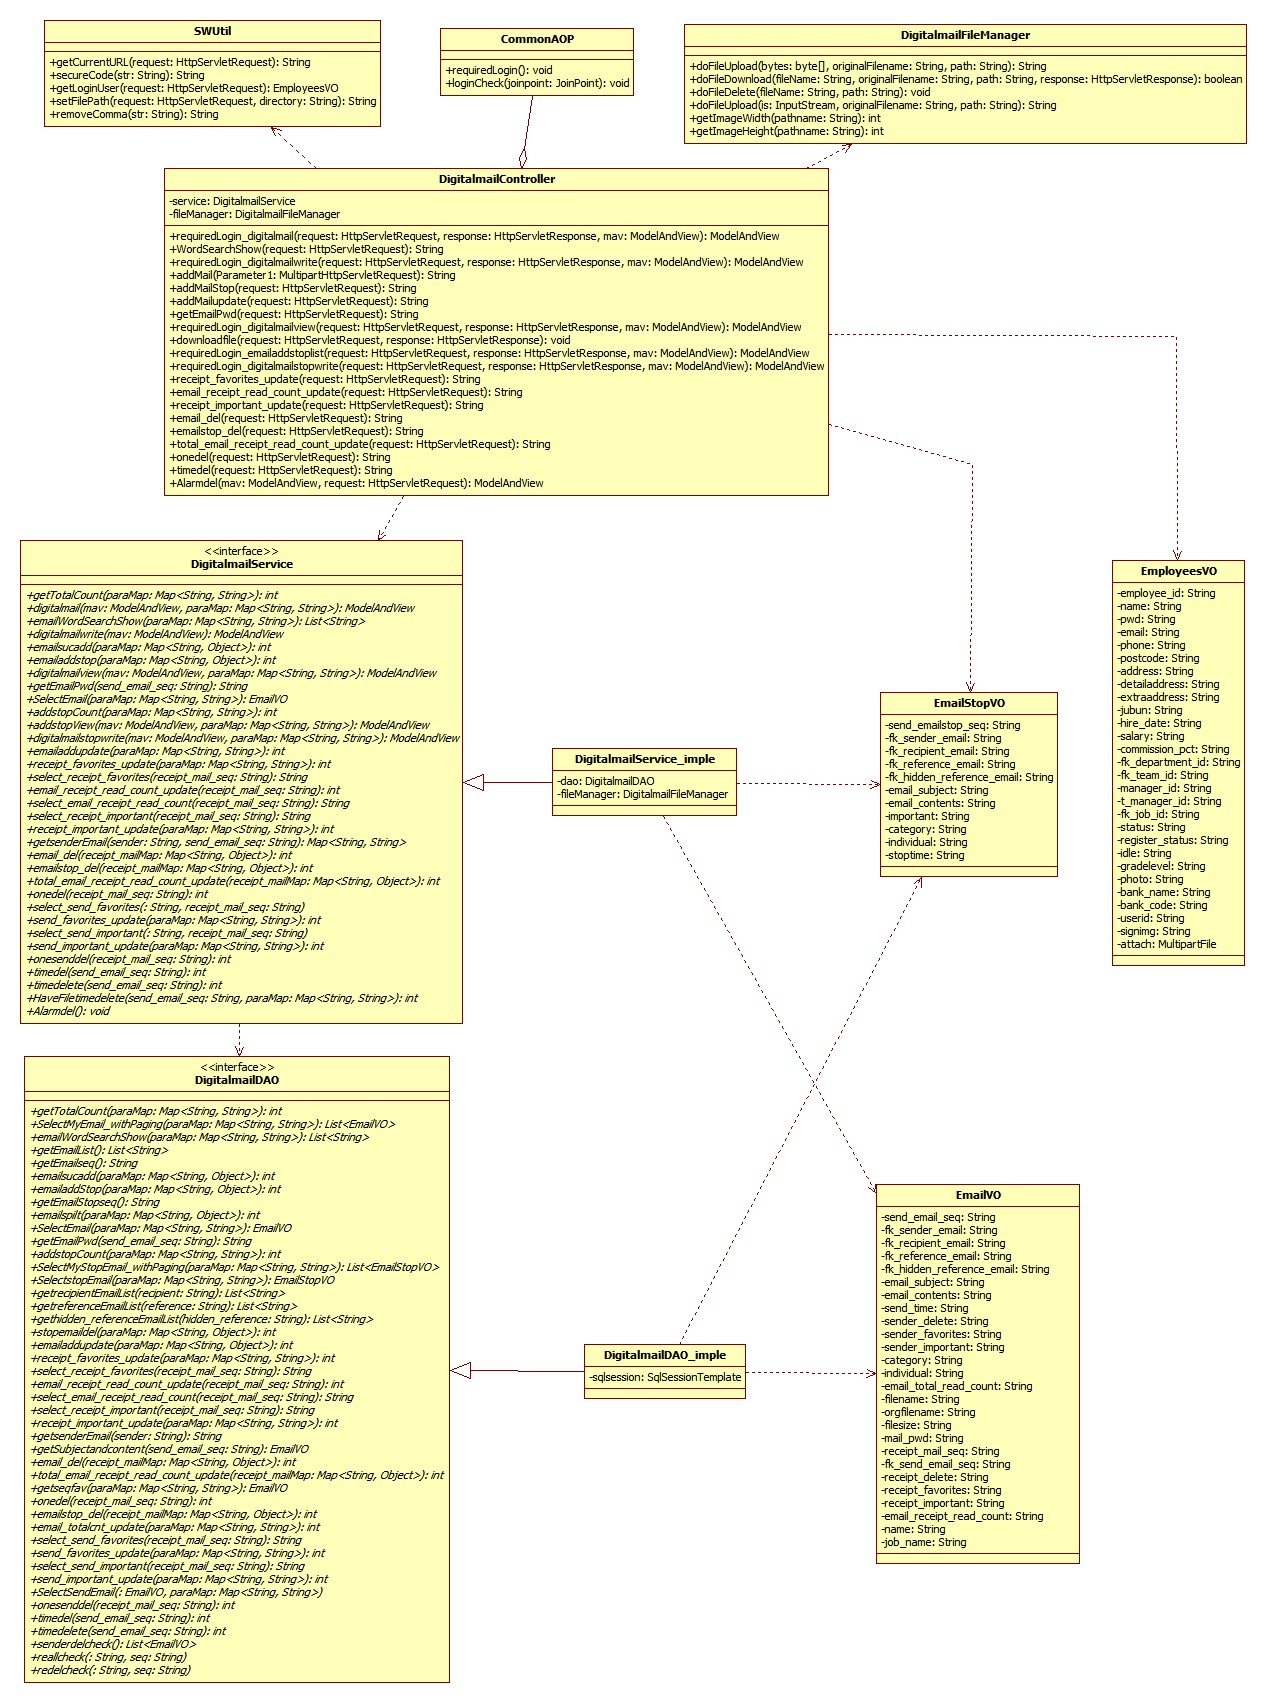 SWUtil
+getCurrentURL(request: HttpServletRequest): String
+secureCode(str: String): String
+getLoginUser(request: HttpServletRequest): EmployeesVO
+setFilePath(request: HttpServletRequest, directory: String): String
+removeComma(str: String): String
CommonAOP
+requiredLogin(): void
+loginCheck(joinpoint: JoinPoint): void
DigitalmailFileManager
+doFileUpload(bytes: byte[], originalFilename: String, path: String): String
+doFileDownload(fileName: String, originalFilename: String, path: String, response: HttpServletResponse): boolean
+doFileDelete(fileName: String, path: String): void
+doFileUpload(is: InputStream, originalFilename: String, path: String): String
+getImageWidth(pathname: String): int
+getImageHeight(pathname: String): int
DigitalmailController
-service: DigitalmailService
-fileManager: DigitalmailFileManager
+requiredLogin_digitalmail(request: HttpServletRequest, response: HttpServletResponse, mav: ModelAndView): ModelAndView
+WordSearchShow(request: HttpServletRequest): String
+requiredLogin_digitalmailwrite(request: HttpServletRequest, response: HttpServletResponse, mav: ModelAndView): ModelAndView
+addMail(Parameter1: MultipartHttpServletRequest): String
+addMailStop(request: HttpServletRequest): String
+addMailupdate(request: HttpServletRequest): String
+getEmailPwd(request: HttpServletRequest): String
+requiredLogin_digitalmailview(request: HttpServletRequest, response: HttpServletResponse, mav: ModelAndView): ModelAndView
+downloadfile(request: HttpServletRequest, response: HttpServletResponse): void
+requiredLogin_emailaddstoplist(request: HttpServletRequest, response: HttpServletResponse, mav: ModelAndView): ModelAndView
+requiredLogin_digitalmailstopwrite(request: HttpServletRequest, response: HttpServletResponse, mav: ModelAndView): ModelAndView
+receipt_favorites_update(request: HttpServletRequest): String
+email_receipt_read_count_update(request: HttpServletRequest): String
+receipt_important_update(request: HttpServletRequest): String
+email_del(request: HttpServletRequest): String
+emailstop_del(request: HttpServletRequest): String
+total_email_receipt_read_count_update(request: HttpServletRequest): String
+onedel(request: HttpServletRequest): String
+timedel(request: HttpServletRequest): String
+Alarmdel(mav: ModelAndView, request: HttpServletRequest): ModelAndView
<<interface>>
DigitalmailService
+getTotalCount(paraMap: Map<String, String>): int
+digitalmail(mav: ModelAndView, paraMap: Map<String, String>): ModelAndView
+emailWordSearchShow(paraMap: Map<String, String>): List<String>
+digitalmailwrite(mav: ModelAndView): ModelAndView
+emailsucadd(paraMap: Map<String, Object>): int
+emailaddstop(paraMap: Map<String, Object>): int
+digitalmailview(mav: ModelAndView, paraMap: Map<String, String>): ModelAndView
+getEmailPwd(send_email_seq: String): String
+SelectEmail(paraMap: Map<String, String>): EmailVO
+addstopCount(paraMap: Map<String, String>): int
+addstopView(mav: ModelAndView, paraMap: Map<String, String>): ModelAndView
+digitalmailstopwrite(mav: ModelAndView, paraMap: Map<String, String>): ModelAndView
+emailaddupdate(paraMap: Map<String, String>): int
+receipt_favorites_update(paraMap: Map<String, String>): int
+select_receipt_favorites(receipt_mail_seq: String): String
+email_receipt_read_count_update(receipt_mail_seq: String): int
+select_email_receipt_read_count(receipt_mail_seq: String): String
+select_receipt_important(receipt_mail_seq: String): String
+receipt_important_update(paraMap: Map<String, String>): int
+getsenderEmail(sender: String, send_email_seq: String): Map<String, String>
+email_del(receipt_mailMap: Map<String, Object>): int
+emailstop_del(receipt_mailMap: Map<String, Object>): int
+total_email_receipt_read_count_update(receipt_mailMap: Map<String, Object>): int
+onedel(receipt_mail_seq: String): int
+select_send_favorites(: String, receipt_mail_seq: String)
+send_favorites_update(paraMap: Map<String, String>): int
+select_send_important(: String, receipt_mail_seq: String)
+send_important_update(paraMap: Map<String, String>): int
+onesenddel(receipt_mail_seq: String): int
+timedel(send_email_seq: String): int
+timedelete(send_email_seq: String): int
+HaveFiletimedelete(send_email_seq: String, paraMap: Map<String, String>): int
+Alarmdel(): void
EmployeesVO
-employee_id: String
-name: String
-pwd: String
-email: String
-phone: String
-postcode: String
-address: String
-detailaddress: String
-extraaddress: String
-jubun: String
-hire_date: String
-salary: String
-commission_pct: String
-fk_department_id: String
-fk_team_id: String
-manager_id: String
-t_manager_id: String
-fk_job_id: String
-status: String
-register_status: String
-idle: String
-gradelevel: String
-photo: String
-bank_name: String
-bank_code: String
-userid: String
-signimg: String
-attach: MultipartFile
EmailStopVO
-send_emailstop_seq: String
-fk_sender_email: String
-fk_recipient_email: String
-fk_reference_email: String
-fk_hidden_reference_email: String
-email_subject: String
-email_contents: String
-important: String
-category: String
-individual: String
-stoptime: String
DigitalmailService_imple
-dao: DigitalmailDAO
-fileManager: DigitalmailFileManager
<<interface>>
DigitalmailDAO
+getTotalCount(paraMap: Map<String, String>): int
+SelectMyEmail_withPaging(paraMap: Map<String, String>): List<EmailVO>
+emailWordSearchShow(paraMap: Map<String, String>): List<String>
+getEmailList(): List<String>
+getEmailseq(): String
+emailsucadd(paraMap: Map<String, Object>): int
+emailaddStop(paraMap: Map<String, Object>): int
+getEmailStopseq(): String
+emailspilt(paraMap: Map<String, Object>): int
+SelectEmail(paraMap: Map<String, String>): EmailVO
+getEmailPwd(send_email_seq: String): String
+addstopCount(paraMap: Map<String, String>): int
+SelectMyStopEmail_withPaging(paraMap: Map<String, String>): List<EmailStopVO>
+SelectstopEmail(paraMap: Map<String, String>): EmailStopVO
+getrecipientEmailList(recipient: String): List<String>
+getreferenceEmailList(reference: String): List<String>
+gethidden_referenceEmailList(hidden_reference: String): List<String>
+stopemaildel(paraMap: Map<String, Object>): int
+emailaddupdate(paraMap: Map<String, Object>): int
+receipt_favorites_update(paraMap: Map<String, String>): int
+select_receipt_favorites(receipt_mail_seq: String): String
+email_receipt_read_count_update(receipt_mail_seq: String): int
+select_email_receipt_read_count(receipt_mail_seq: String): String
+select_receipt_important(receipt_mail_seq: String): String
+receipt_important_update(paraMap: Map<String, String>): int
+getsenderEmail(sender: String): String
+getSubjectandcontent(send_email_seq: String): EmailVO
+email_del(receipt_mailMap: Map<String, Object>): int
+total_email_receipt_read_count_update(receipt_mailMap: Map<String, Object>): int
+getseqfav(paraMap: Map<String, String>): EmailVO
+onedel(receipt_mail_seq: String): int
+emailstop_del(receipt_mailMap: Map<String, Object>): int
+email_totalcnt_update(paraMap: Map<String, String>): int
+select_send_favorites(receipt_mail_seq: String): String
+send_favorites_update(paraMap: Map<String, String>): int
+select_send_important(receipt_mail_seq: String): String
+send_important_update(paraMap: Map<String, String>): int
+SelectSendEmail(: EmailVO, paraMap: Map<String, String>)
+onesenddel(receipt_mail_seq: String): int
+timedel(send_email_seq: String): int
+timedelete(send_email_seq: String): int
+senderdelcheck(): List<EmailVO>
+reallcheck(: String, seq: String)
+redelcheck(: String, seq: String)
DigitalmailDAO_imple
-sqlsession: SqlSessionTemplate
EmailVO
-send_email_seq: String
-fk_sender_email: String
-fk_recipient_email: String
-fk_reference_email: String
-fk_hidden_reference_email: String
-email_subject: String
-email_contents: String
-send_time: String
-sender_delete: String
-sender_favorites: String
-sender_important: String
-category: String
-individual: String
-email_total_read_count: String
-filename: String
-orgfilename: String
-filesize: String
-mail_pwd: String
-receipt_mail_seq: String
-fk_send_email_seq: String
-receipt_delete: String
-receipt_favorites: String
-receipt_important: String
-email_receipt_read_count: String
-name: String
-job_name: String